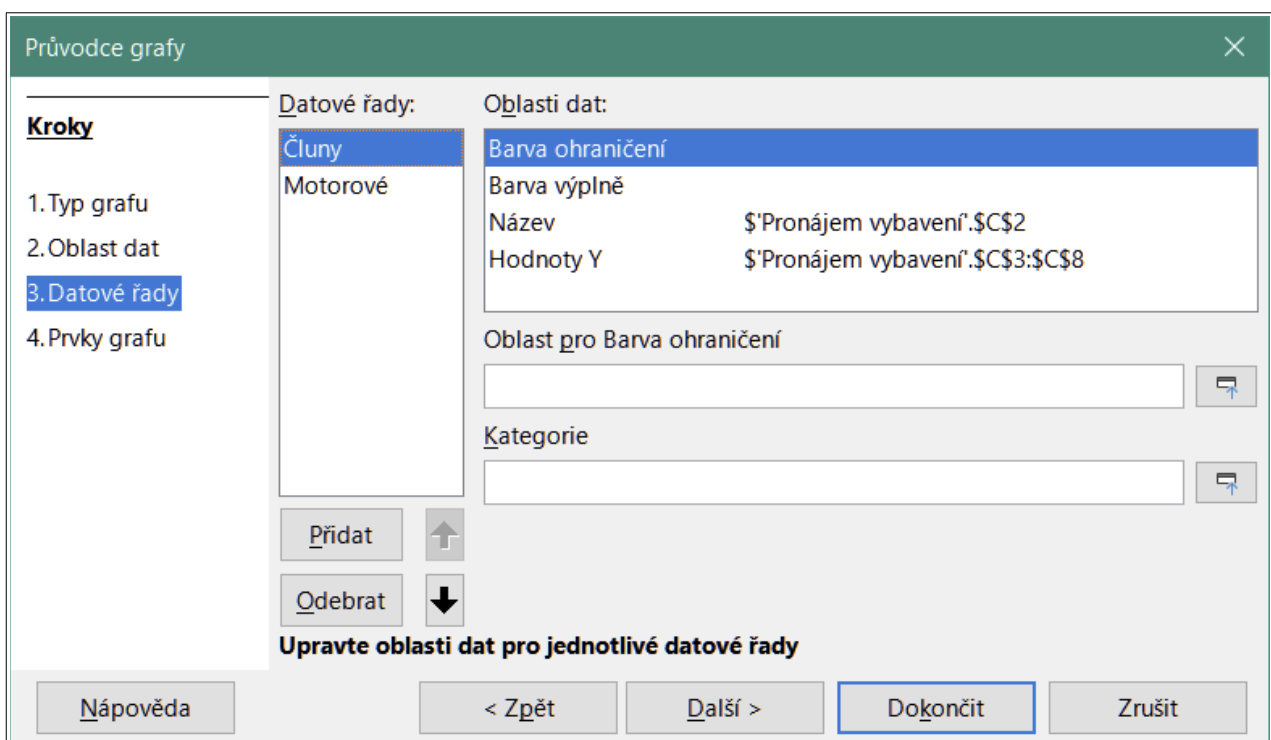 Průvodce grafy
Kroky
1. Typ grafu
2. Oblast dat
3. Datové řady
4. Prvky grafu
Datové řady:
Čluny
Motorové
Přidat
Odebrat
Oblasti dat:
Barva ohraničení
Barva výplně
Název $'Pronájem vybavení'.$C$2
Hodnoty Y $'Pronájem vybavení'.$C$3:$C$8
Oblast pro Barva ohraničení
Kategorie
Upravte oblasti dat pro jednotlivé datové řady
Nápověda < Zpět Další > Dokončit Zrušit